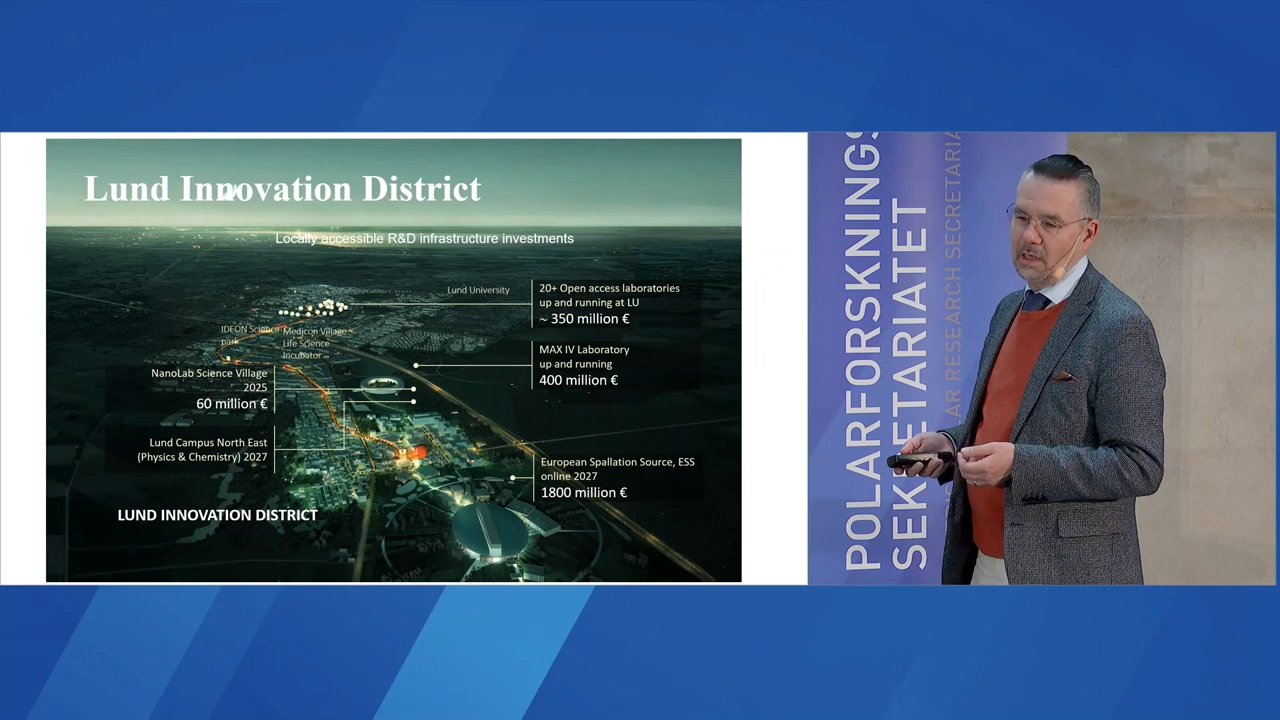 Lund Innovation District
Locally accessible R&D infrastructure investments
Lund University
20+ Open access laboratories
up and running at LU
~ 350 million €
IDEON Science
park
Medicon Village
Life Science
Incubator
MAX IV Laboratory
up and running
400 million €
NanoLab Science Village
2025
60 million €
Lund Campus North East
(Physics & Chemistry) 2027
European Spallation Source, ESS
online 2027
1800 million €
LUND INNOVATION DISTRICT
POLARFORSKNINGS
SEKRETARIATET
AR RESEARCH SECRETARIA